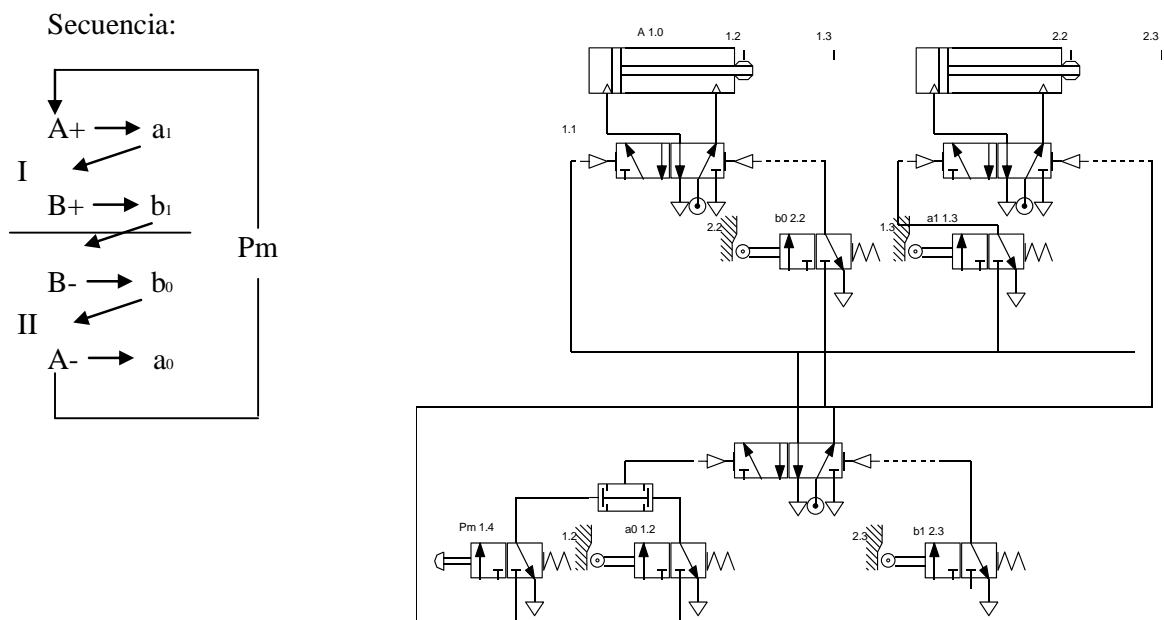 Secuencia:
A+ a1
I
B+ b1
Pm
B- b0
II
A- a0
A 1.0 1.2 1.3 2.2 2.3
1.1
2.2 b0 2.2 1.3 a1 1.3
Pm 1.4 1.2 a0 1.2 2.3 b1 2.3